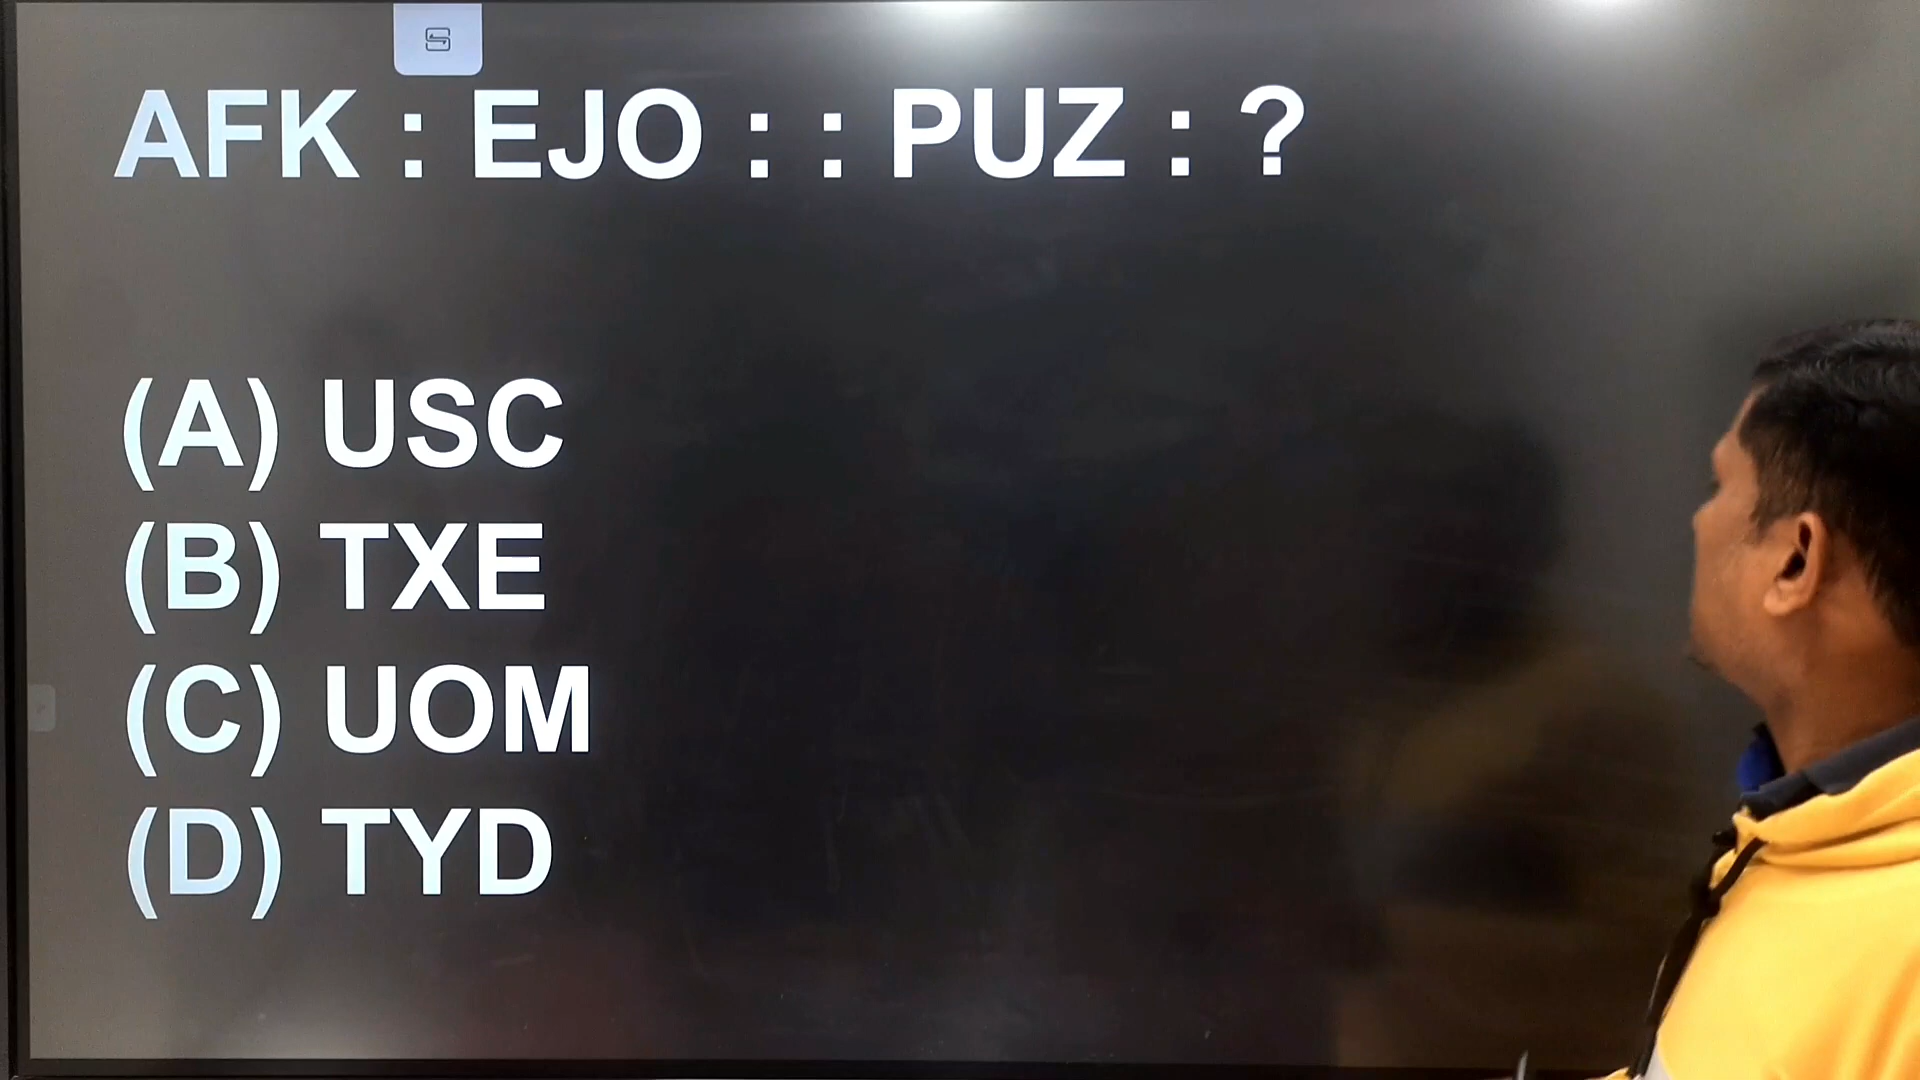 AFK : EJO : : PUZ : ?
(A) USC
(B) TXE
(C) UOM
(D) TYD